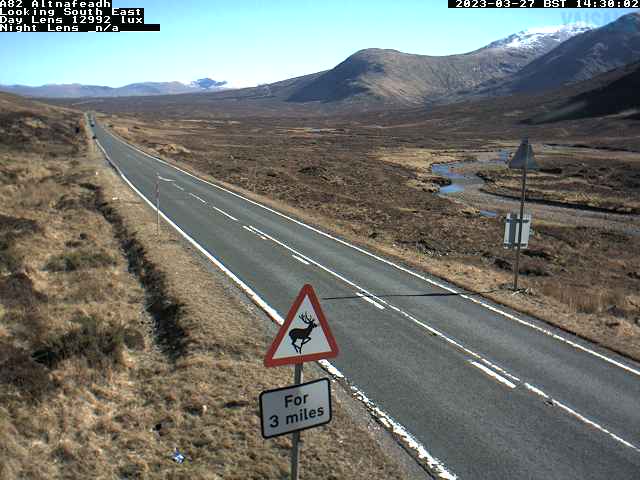 A82 Altnafeadh
Looking South East
Day Lens 12992 lux
Night Lens n/a
2023-03-27 BST 14:30:02
VAISALA
For
3 miles